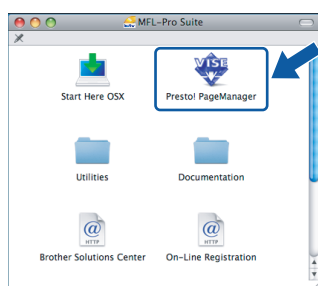 MFL-Pro Suite
VISE
Start Here OSX Presto! PageManager
Utilities Documentation
@ @
HTTP HTTP
Brother Solutions Center On-Line Registration